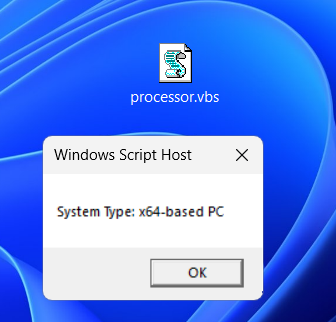 processor.vbs
Windows Script Host
System Type: x64-based PC
OK